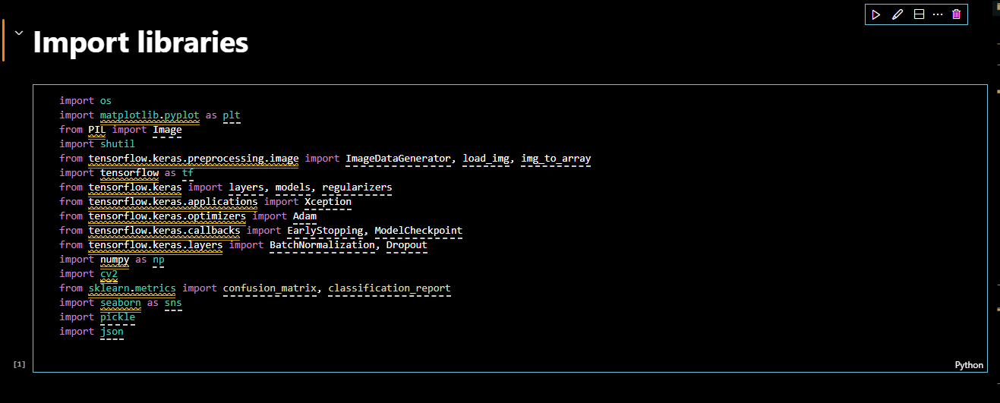 Import libraries
import os
import matplotlib.pyplot as plt
from PIL import Image
import shutil
from tensorflow.keras.preprocessing.image import ImageDataGenerator, load_img, img_to_array
import tensorflow as tf
from tensorflow.keras import layers, models, regularizers
from tensorflow.keras.applications import Xception
from tensorflow.keras.optimizers import Adam
from tensorflow.keras.callbacks import EarlyStopping, ModelCheckpoint
from tensorflow.keras.layers import BatchNormalization, Dropout
import numpy as np
import cv2
from sklearn.metrics import confusion_matrix, classification_report
import seaborn as sns
import pickle
import json
[1]
Python